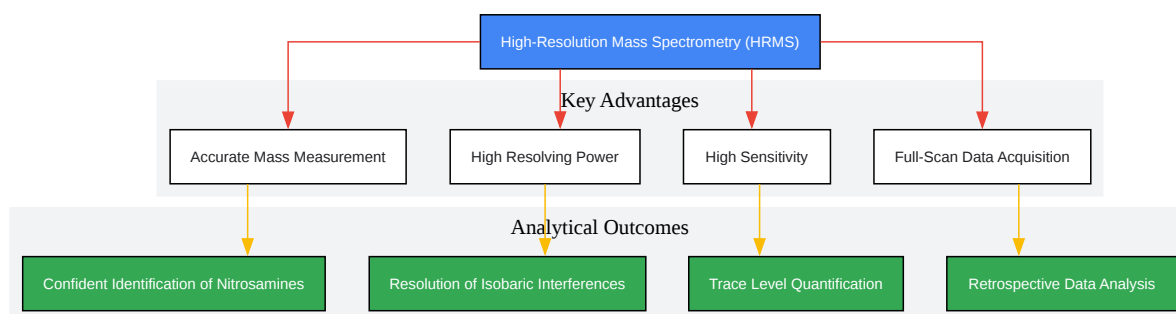 High-Resolution Mass Spectrometry (HRMS)
Key Advantages
Accurate Mass Measurement
High Resolving Power
High Sensitivity
Full-Scan Data Acquisition
Analytical Outcomes
Confident Identification of Nitrosamines
Resolution of Isobaric Interferences
Trace Level Quantification
Retrospective Data Analysis